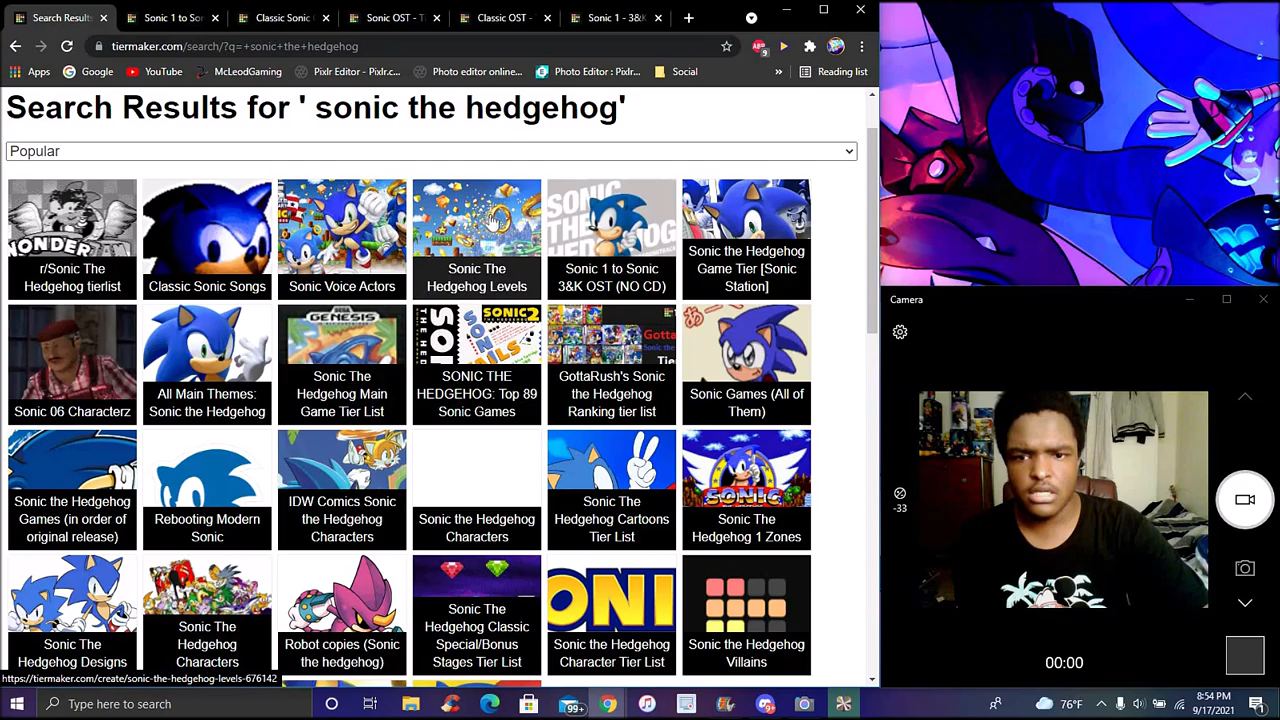 Search Results
Sonic 1 to So
Classic Sonic
Sonic OST - T
Classic OST -
Sonic 1 - 3&K
tiermaker.com/search/?q=+sonic+the+hedgehog
9
Apps
Google
YouTube
McLeodGaming
Pixlr Editor - Pixlr.c...
Photo editor online...
Photo Editor : Pixlr...
Social
»
Reading list
Search Results for ' sonic the hedgehog'
Popular
r/Sonic The
Hedgehog tierlist
Classic Sonic Songs
Sonic Voice Actors
Sonic The
Hedgehog Levels
Sonic 1 to Sonic
3&K OST (NO CD)
Sonic the Hedgehog
Game Tier [Sonic
Station]
Sonic 06 Characterz
All Main Themes:
Sonic the Hedgehog
GENESIS
Sonic The
Hedgehog Main
Game Tier List
SONIC THE
HEDGEHOG: Top 89
Sonic Games
GottaRush's Sonic
the Hedgehog
Ranking tier list
Sonic Games (All of
Them)
Sonic the Hedgehog
Games (in order of
original release)
Rebooting Modern
Sonic
IDW Comics Sonic
the Hedgehog
Characters
Sonic the Hedgehog
Characters
Sonic The
Hedgehog Cartoons
Tier List
SONIC
Sonic The
Hedgehog 1 Zones
Sonic The
Hedgehog Designs
Sonic The
Hedgehog
Characters
Robot copies (Sonic
the hedgehog)
Sonic The
Hedgehog Classic
Special/Bonus
Stages Tier List
Sonic the Hedgehog
Character Tier List
Sonic the Hedgehog
Villains
https://tiermaker.com/create/sonic-the-hedgehog-levels-676142
Camera
-33
00:00
Type here to search
99+
76°F
8:54 PM
9/17/2021